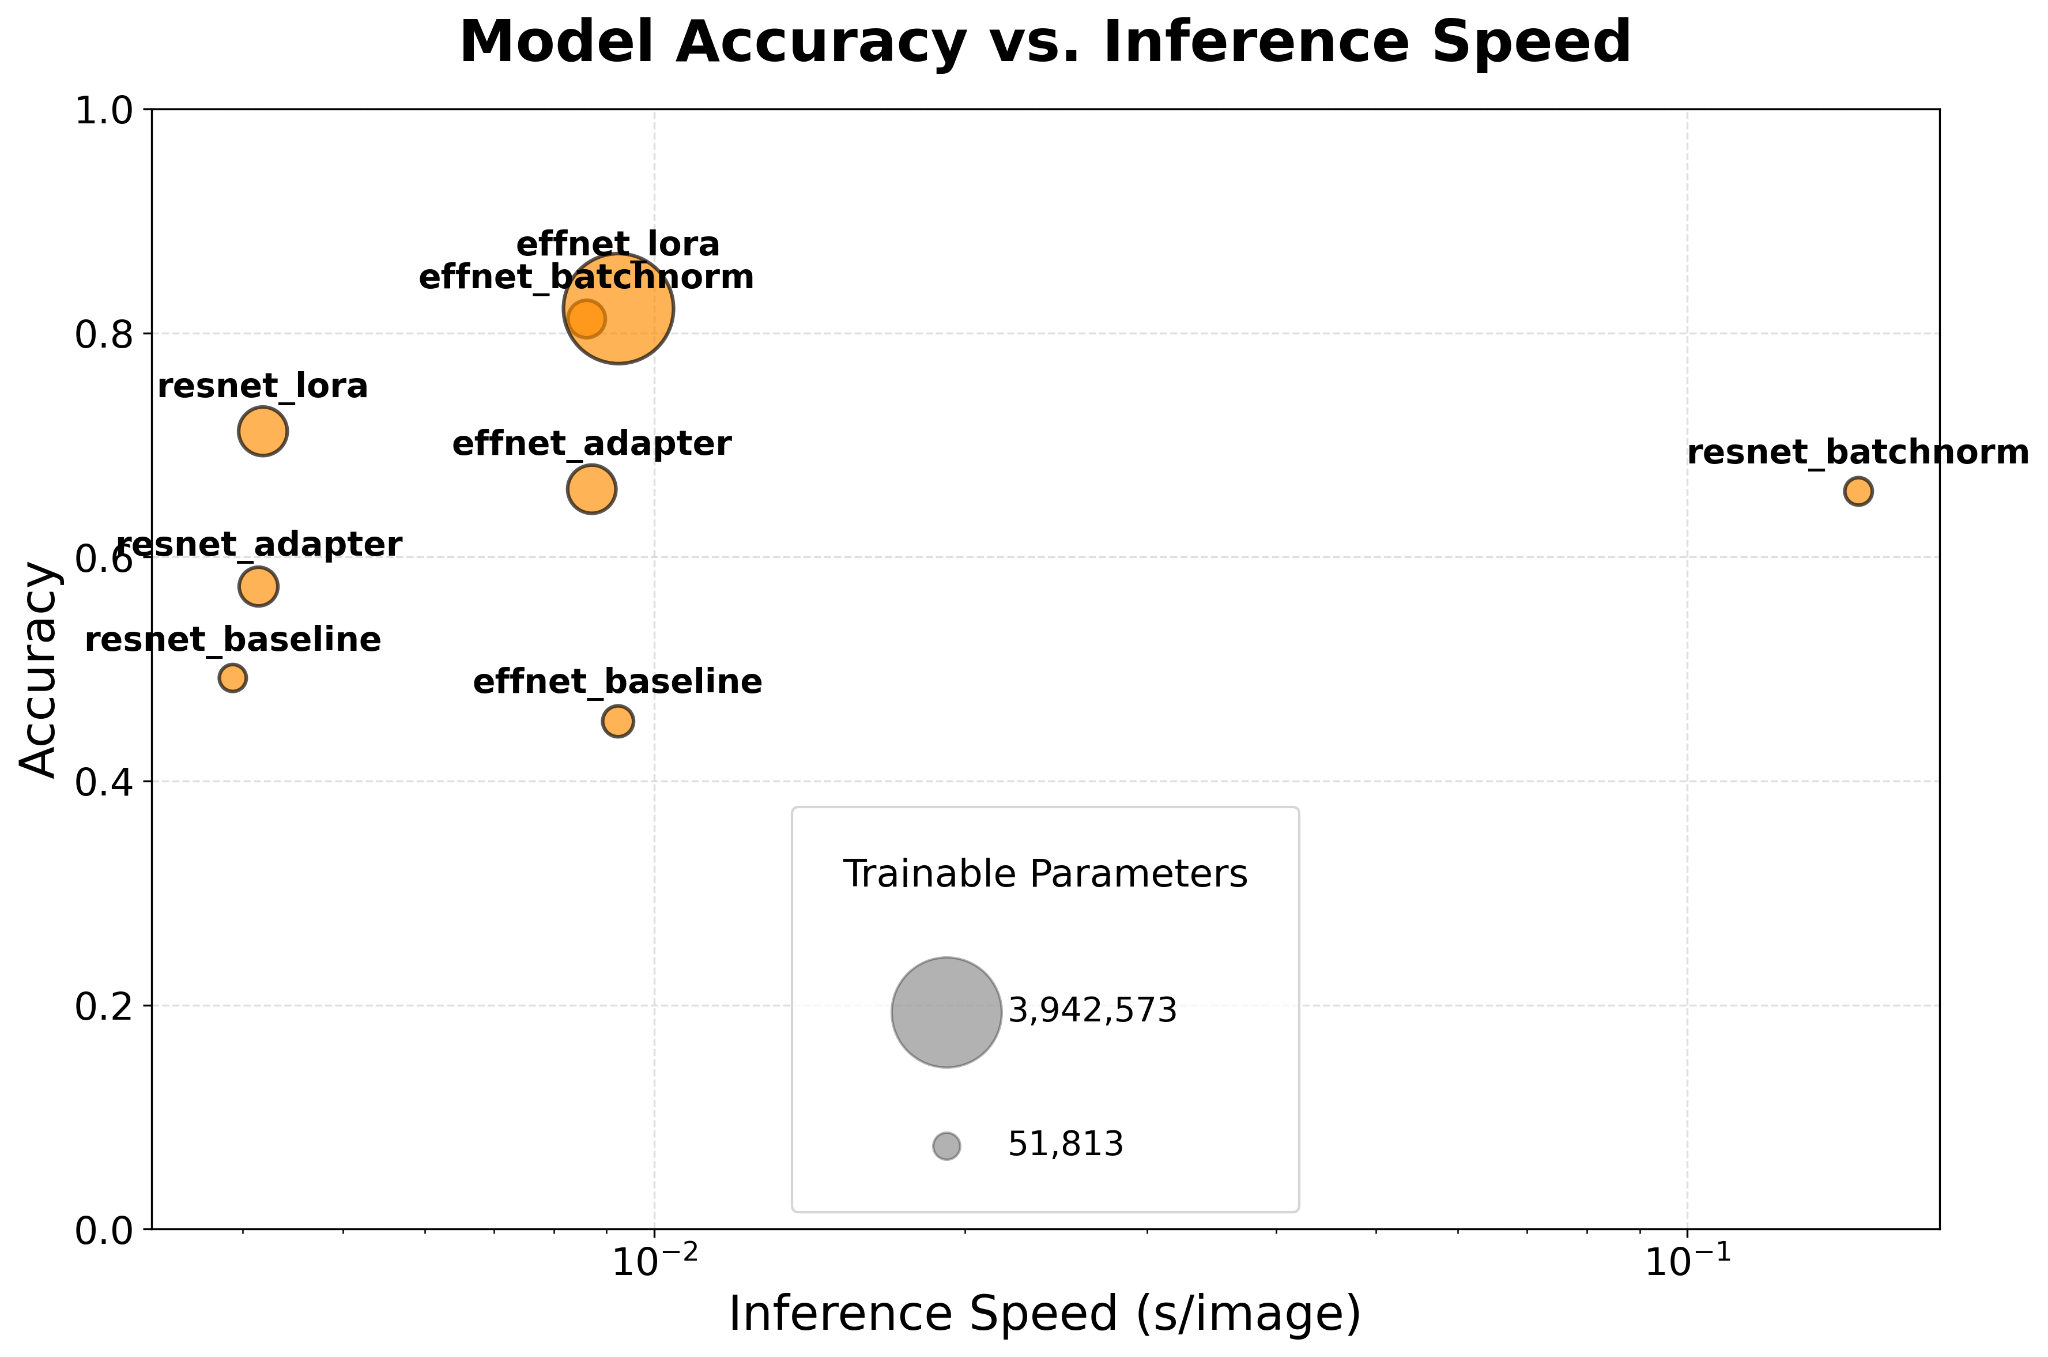 Model Accuracy vs. Inference Speed
1.0
0.8
0.6
0.4
0.2
0.0
Accuracy
effnet_lora
effnet_batchnorm
resnet_lora
effnet_adapter
resnet_batchnorm
resnet_adapter
resnet_baseline
effnet_baseline
Trainable Parameters
3,942,573
51,813
10⁻²
10⁻¹
Inference Speed (s/image)